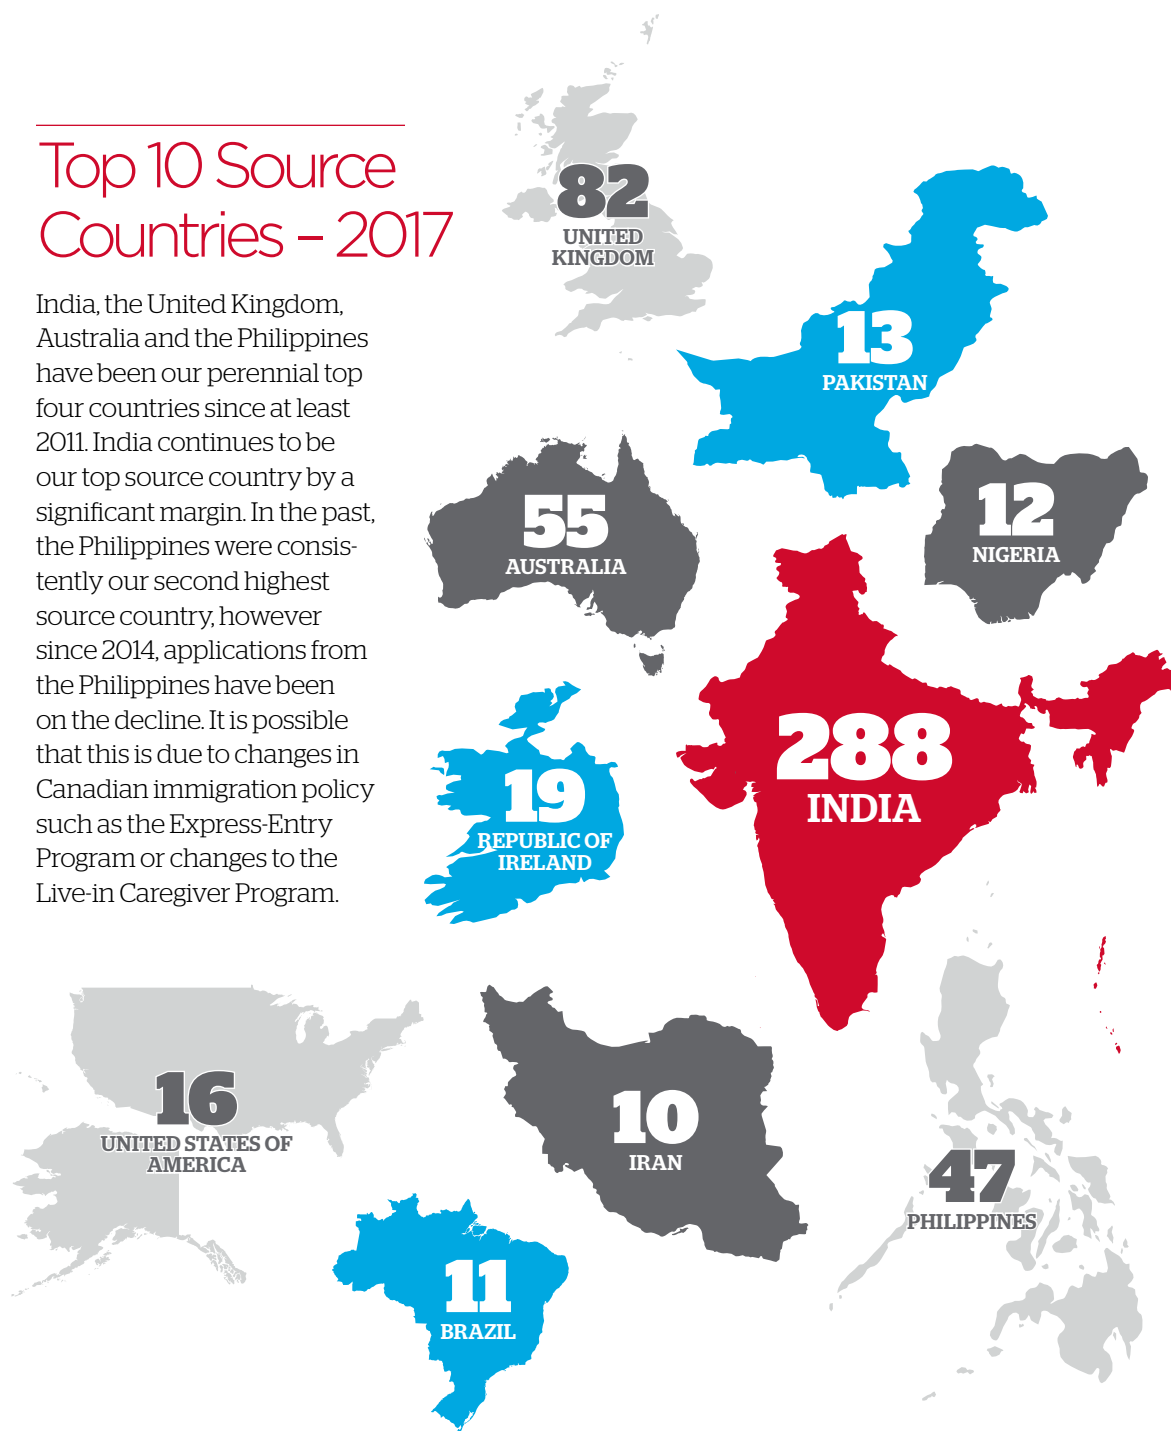 Top 10 Source
Countries – 2017
India, the United Kingdom,
Australia and the Philippines
have been our perennial top
four countries since at least
2011. India continues to be
our top source country by a
significant margin. In the past,
the Philippines were consis-
tently our second highest
source country, however
since 2014, applications from
the Philippines have been
on the decline. It is possible
that this is due to changes in
Canadian immigration policy
such as the Express-Entry
Program or changes to the
Live-in Caregiver Program.
82
UNITED
KINGDOM
13
PAKISTAN
55
AUSTRALIA
12
NIGERIA
288
INDIA
19
REPUBLIC OF
IRELAND
16
UNITED STATES OF
AMERICA
10
IRAN
47
PHILIPPINES
11
BRAZIL